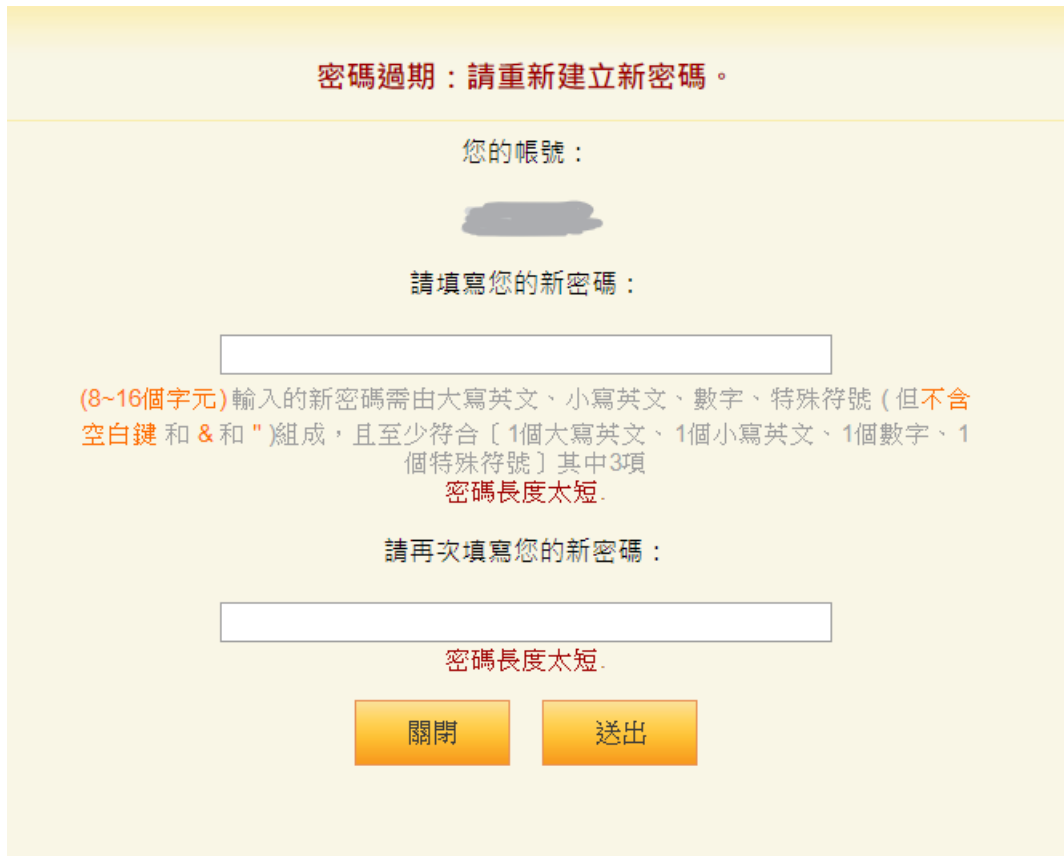 密碼過期：請重新建立新密碼。
您的帳號：
請填寫您的新密碼：
(8~16個字元)輸入的新密碼需由大寫英文、小寫英文、數字、特殊符號 ( 但不含
空白鍵 和 & 和 " )組成，且至少符合〔 1個大寫英文、1個小寫英文、1個數字、1
個特殊符號〕其中3項
密碼長度太短.
請再次填寫您的新密碼：
密碼長度太短.
關閉
送出